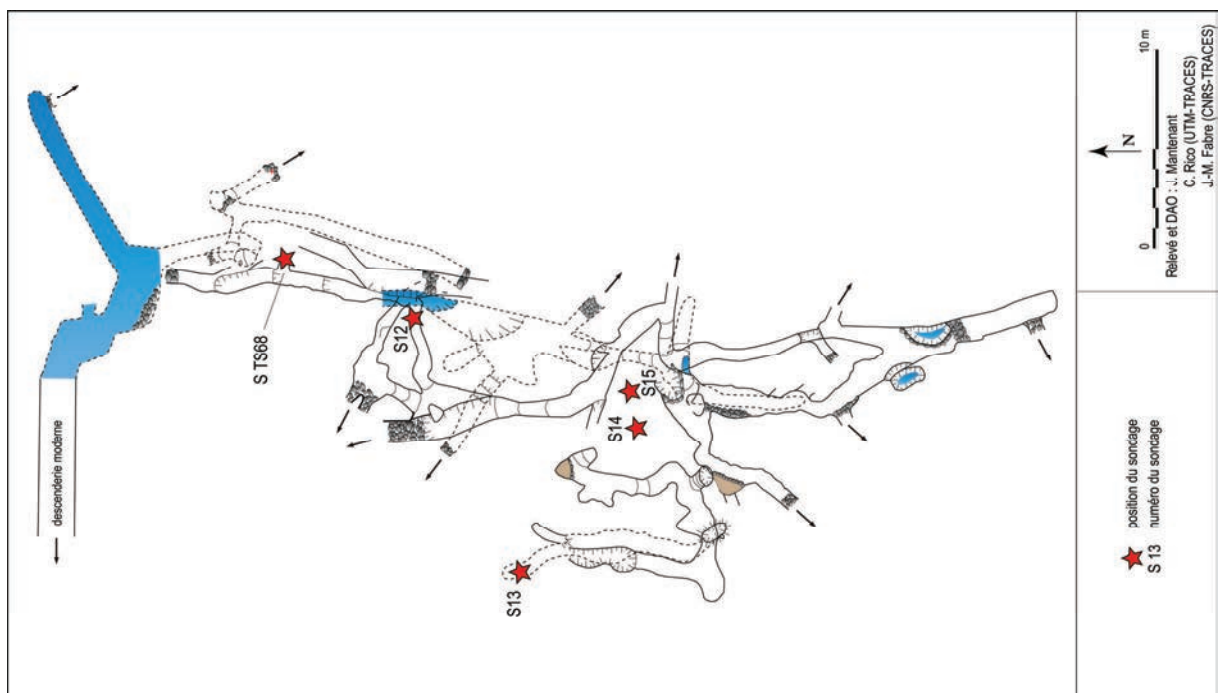 descenderie moderne
S TS68
S12
S14
S15
S13
position du sondage
S 13 numéro du sondage
N
0 10 m
Relevé et DAO : J. Mantenant
C. Rico (UTM-TRACES)
J.-M. Fabre (CNRS-TRACES)